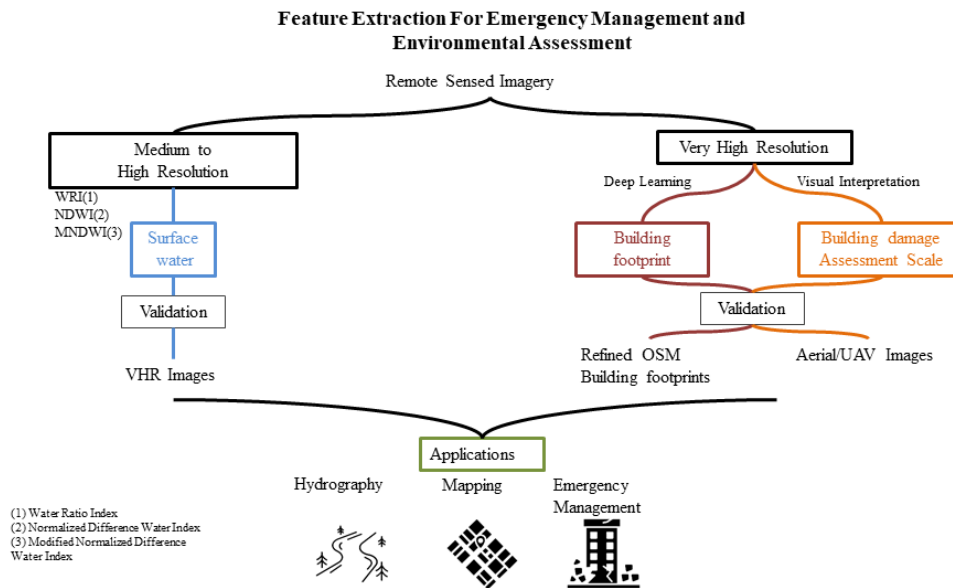 Feature Extraction For Emergency Management and
Environmental Assessment
Remote Sensed Imagery
Medium to
High Resolution
Very High Resolution
WRI(1)
NDWI(2)
MNDWI(3)
Deep Learning
Visual Interpretation
Surface
water
Building
footprint
Building damage
Assessment Scale
Validation
Validation
VHR Images
Refined OSM
Building footprints
Aerial/UAV Images
Applications
Hydrography
Mapping
Emergency
Management
(1) Water Ratio Index
(2) Normalized Difference Water Index
(3) Modified Normalized Difference
Water Index